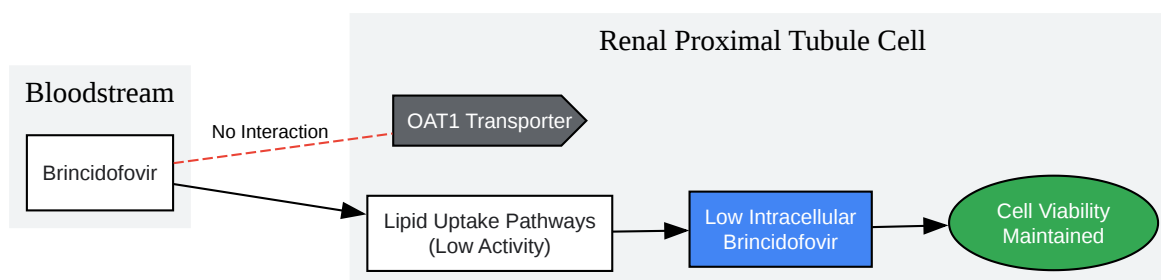 Renal Proximal Tubule Cell
Bloodstream
No Interaction
OAT1 Transporter
Brincidofovir
Lipid Uptake Pathways
(Low Activity)
Low Intracellular
Brincidofovir
Cell Viability
Maintained